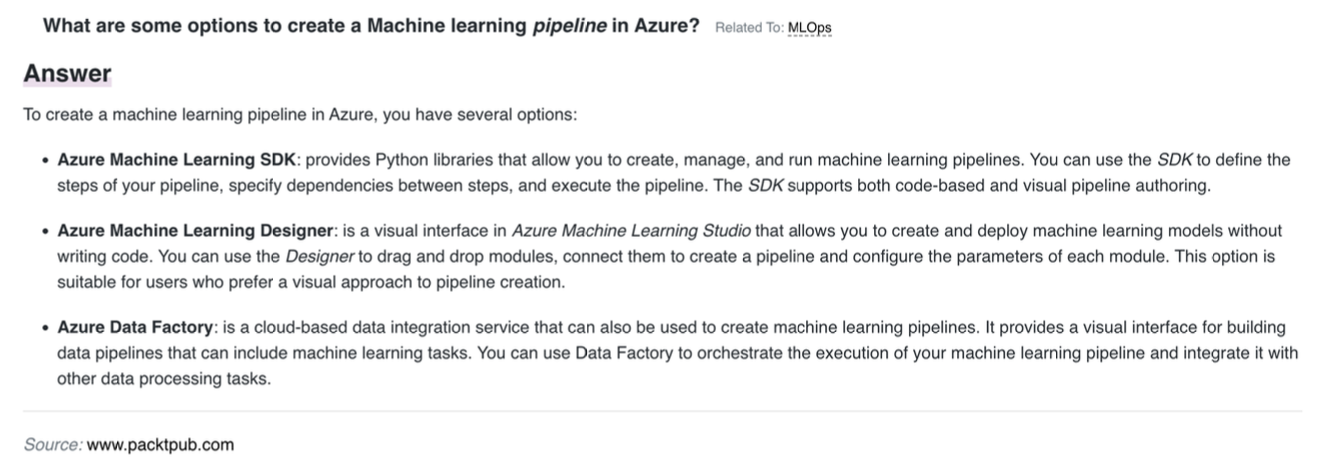 What are some options to create a Machine learning pipeline in Azure? Related To: MLOps
Answer
To create a machine learning pipeline in Azure, you have several options:
• Azure Machine Learning SDK: provides Python libraries that allow you to create, manage, and run machine learning pipelines. You can use the SDK to define the
steps of your pipeline, specify dependencies between steps, and execute the pipeline. The SDK supports both code-based and visual pipeline authoring.
• Azure Machine Learning Designer: is a visual interface in Azure Machine Learning Studio that allows you to create and deploy machine learning models without
writing code. You can use the Designer to drag and drop modules, connect them to create a pipeline and configure the parameters of each module. This option is
suitable for users who prefer a visual approach to pipeline creation.
• Azure Data Factory: is a cloud-based data integration service that can also be used to create machine learning pipelines. It provides a visual interface for building
data pipelines that can include machine learning tasks. You can use Data Factory to orchestrate the execution of your machine learning pipeline and integrate it with
other data processing tasks.
Source: www.packtpub.com